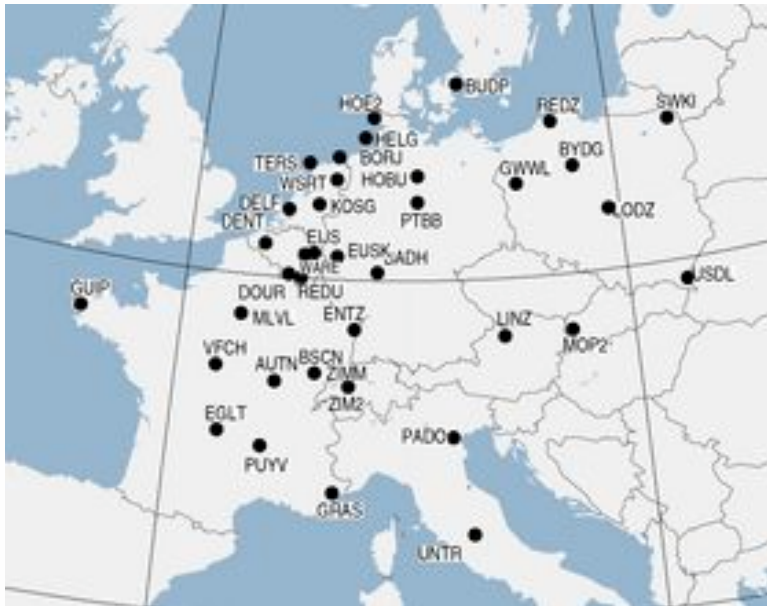 BUDP
HOE2
REDZ
SWKI
HELG
BORJ
BYDG
TERS
WSRT
HOBU
GWWL
DELF
KOSG
PTBB
LODZ
DENT
EIJS
EUSK
WARE
SADH
USDL
GUIP
DOUR
REDU
MLVL
ENTZ
LINZ
MOP2
VFCH
BSCN
AUTN
ZIMM
ZIM2
EGLT
PADO
PUYV
GRAS
UNTR